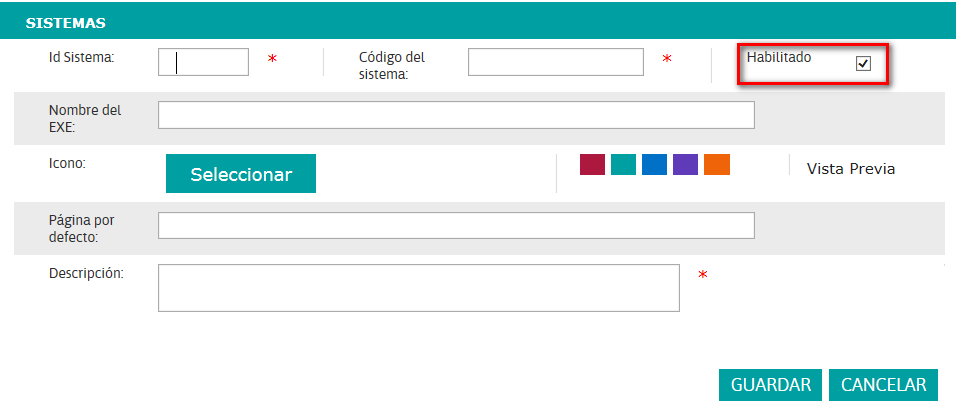 SISTEMAS
Id Sistema: * Código del sistema: * Habilitado
Nombre del
EXE:
Icono: Seleccionar Vista Previa
Página por
defecto:
Descripción: *
GUARDAR CANCELAR